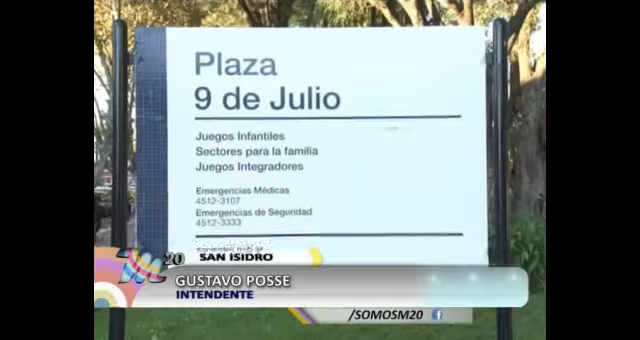 Plaza
9 de Julio
Juegos Infantiles
Sectores para la familia
Juegos Integradores
Emergencias Médicas
4512-3107
Emergencias de Seguridad
4512-3333
SAN ISIDRO
M20
GUSTAVO POSSE
INTENDENTE
/SOMOSM20